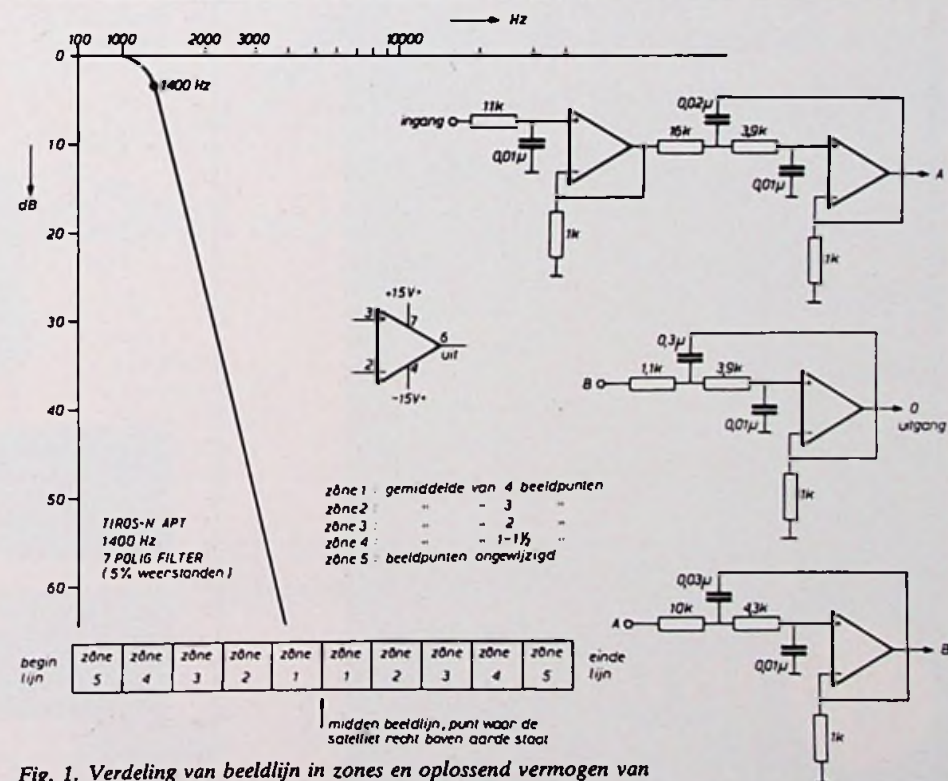 Hz
100 1000 2000 3000 10000
0
10
dB
20
30
40
50
60
1400 Hz
ingang
11k
0,01µ
1k
16k
0,02µ
3,9k
0,01µ
1k
A
+15V=
3
7
6
uit
2
4
-15V=
B
1,1k
0,3µ
3,9k
0,01µ
1k
0
uitgang
TIROS-N APT
1400 Hz
7 POLIG FILTER
(5% weerstanden)
zône 1 : gemiddelde van 4 beeldpunten
zône 2 : " " 3 "
zône 3 : " " 2 "
zône 4 : " " 1-1½ "
zône 5 : beeldpunten ongewijzigd
A
10k
0,03µ
4,3k
0,01µ
1k
B
begin lijn
zône 5
zône 4
zône 3
zône 2
zône 1
zône 1
zône 2
zône 3
zône 4
zône 5
einde lijn
midden beeldlijn, punt waar de
satelliet recht boven aarde staat
Fig. 1. Verdeling van beeldlijn in zones en oplossend vermogen van